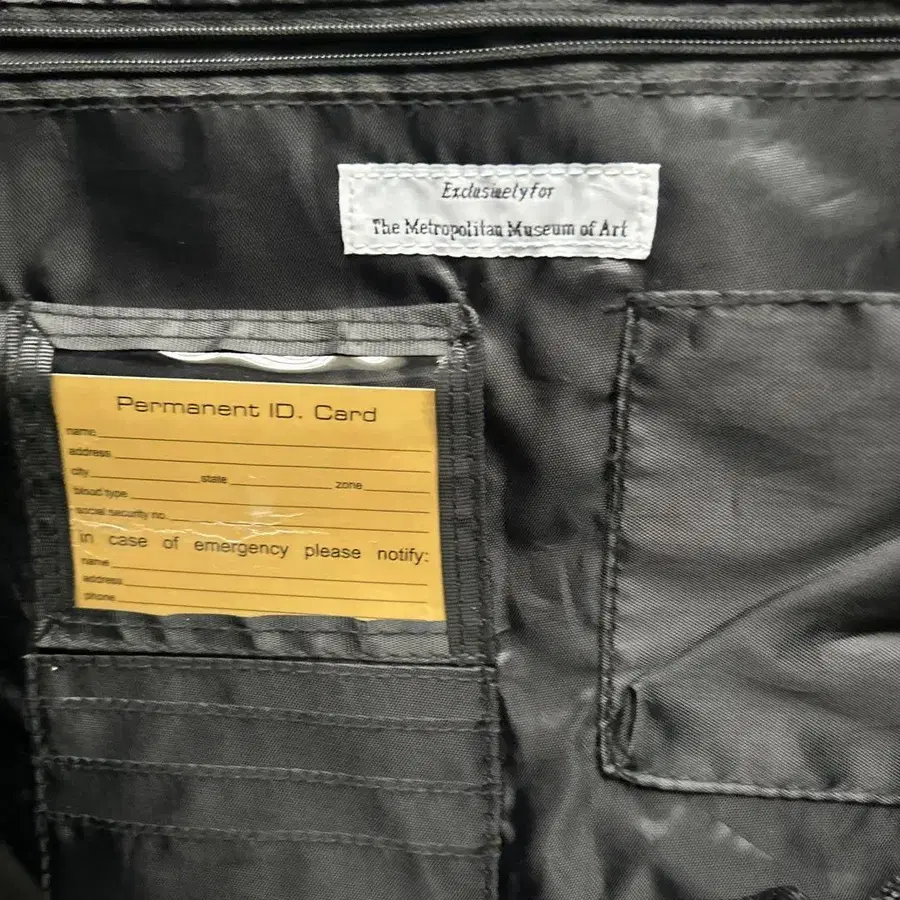 Exclusively for
The Metropolitan Museum of Art
Permanent ID. Card
name
address
city state zone
blood type
social security no.
in case of emergency please notify:
name
address
phone